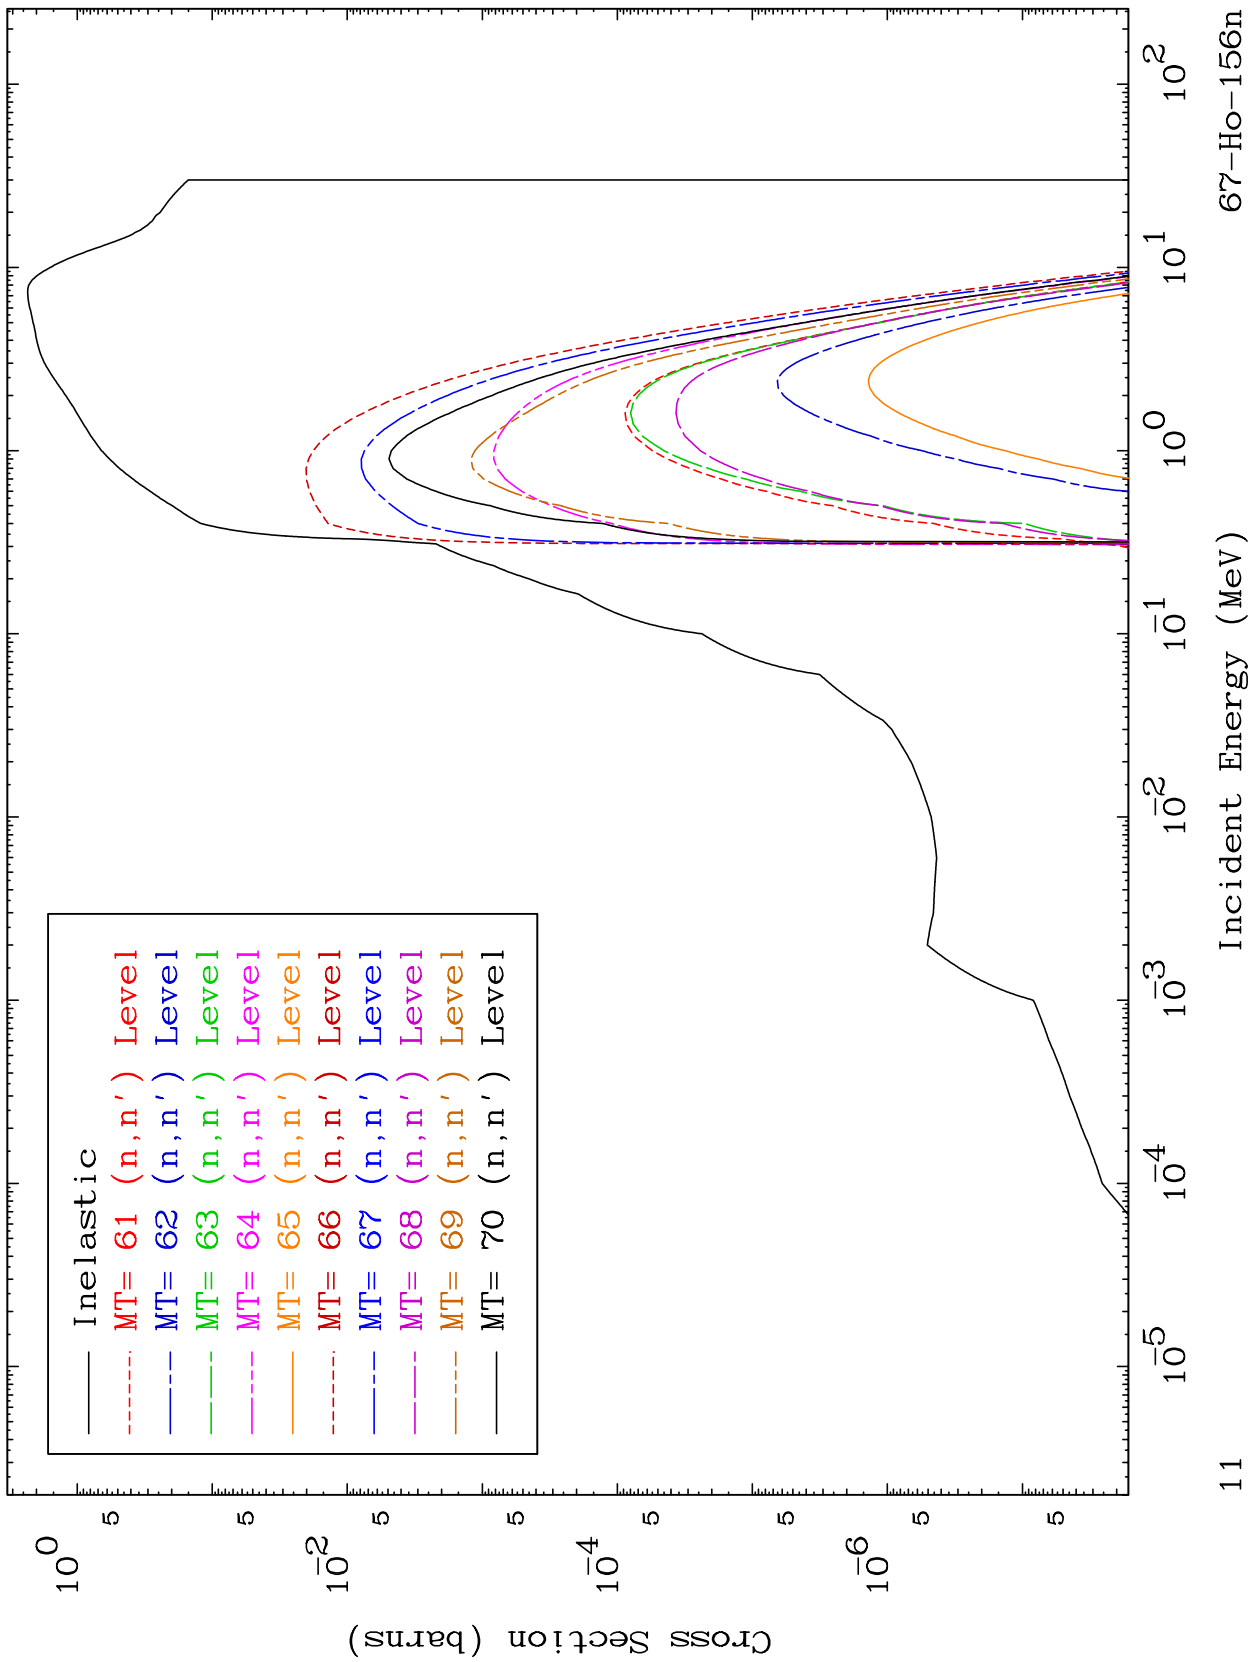 Inelastic
MT= 61 (n,n') Level
MT= 62 (n,n') Level
MT= 63 (n,n') Level
MT= 64 (n,n') Level
MT= 65 (n,n') Level
MT= 66 (n,n') Level
MT= 67 (n,n') Level
MT= 68 (n,n') Level
MT= 69 (n,n') Level
MT= 70 (n,n') Level
Cross Section (barns)
10^0
5
5
10^-2
5
5
10^-4
5
5
10^-6
5
5
10^-5
10^-4
10^-3
10^-2
10^-1
10^0
10^1
10^2
11
Incident Energy (MeV)
67-Ho-156n